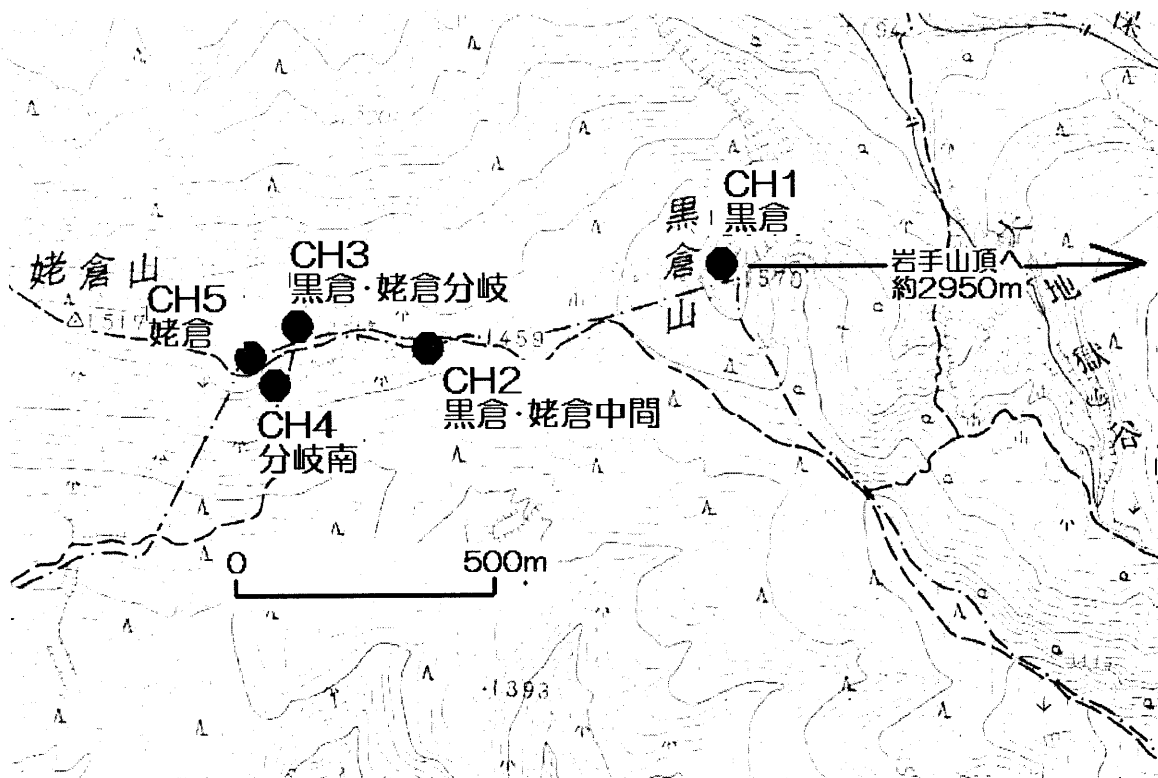 CH1
黒倉
黒倉山
1570
岩手山頂へ
約2950m
大地獄谷
姥倉山
1517
CH5
姥倉
CH3
黒倉・姥倉分岐
1459
CH2
黒倉・姥倉中間
CH4
分岐南
0 500m
1393